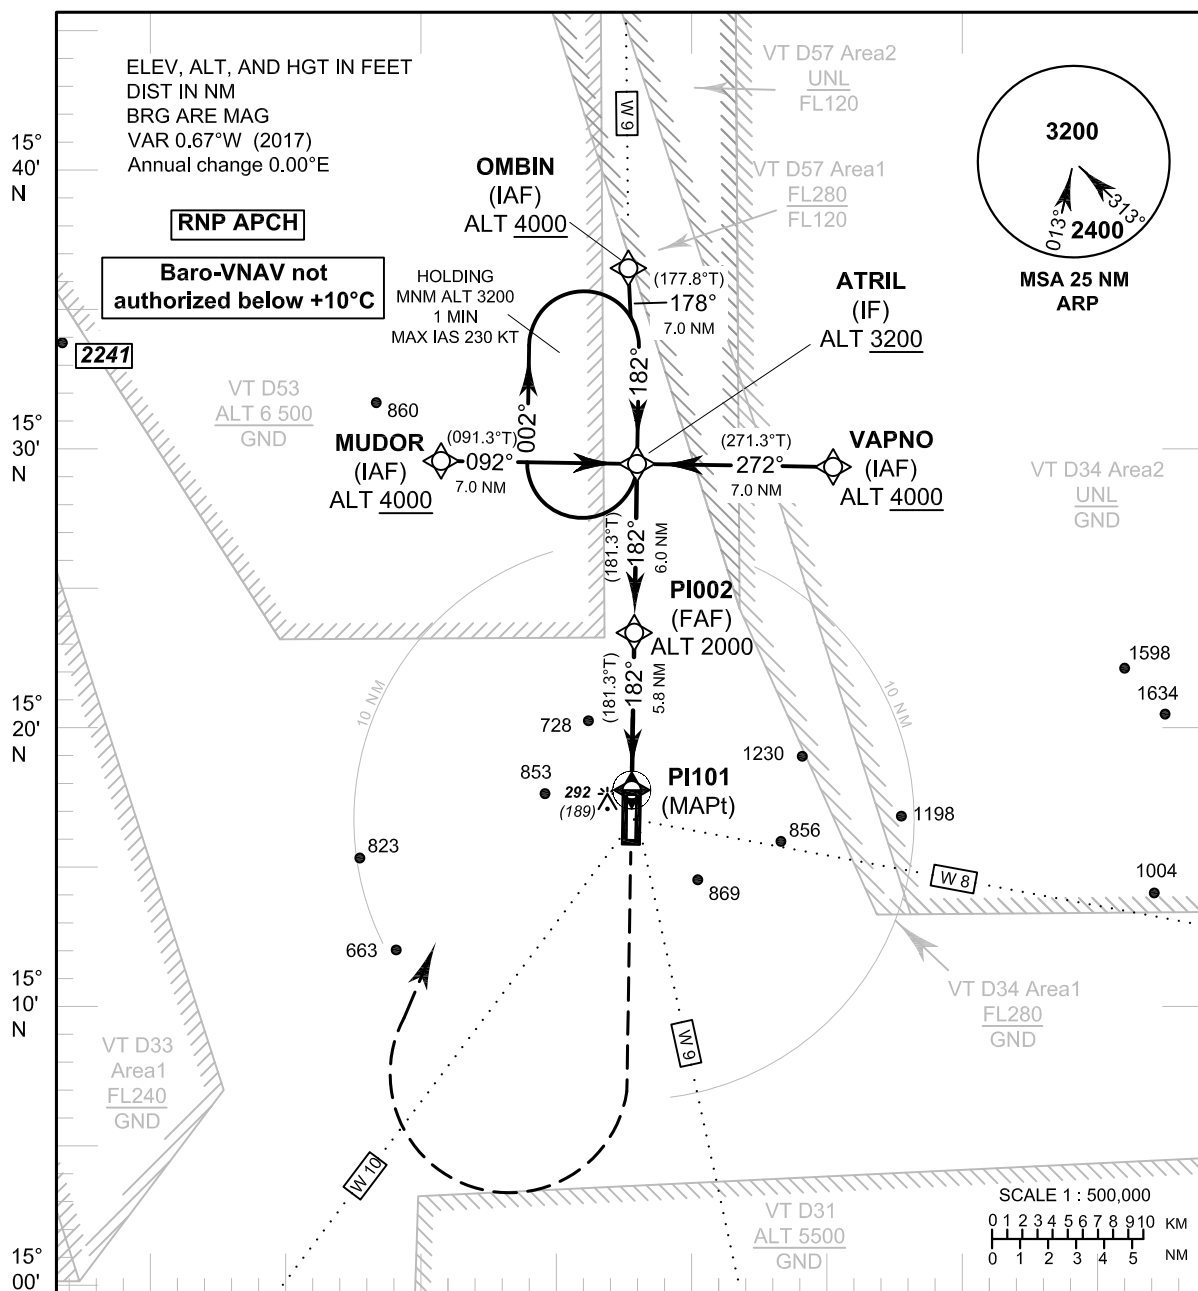 ELEV, ALT, AND HGT IN FEET
DIST IN NM
BRG ARE MAG
VAR 0.67°W (2017)
Annual change 0.00°E
RNP APCH
Baro-VNAV not
authorized below +10°C
VT D57 Area2
UNL
FL120
VT D57 Area1
FL280
FL120
3200
013°
313°
2400
MSA 25 NM
ARP
W 9
OMBIN
(IAF)
ALT 4000
(177.8°T)
178°
7.0 NM
HOLDING
MNM ALT 3200
1 MIN
MAX IAS 230 KT
ATRIL
(IF)
ALT 3200
15°
40'
N
2241
VT D53
ALT 6 500
GND
860
002°
182°
MUDOR
(IAF)
ALT 4000
(091.3°T)
092°
7.0 NM
(271.3°T)
272°
7.0 NM
VAPNO
(IAF)
ALT 4000
15°
30'
N
VT D34 Area2
UNL
GND
(181.3°T)
182°
6.0 NM
PI002
(FAF)
ALT 2000
(181.3°T)
182°
5.8 NM
10 NM
10 NM
1598
1634
15°
20'
N
728
1230
853
292
(189)
PI101
(MAPt)
1198
856
823
869
W 8
1004
663
15°
10'
N
VT D34 Area1
FL280
GND
VT D33
Area1
FL240
GND
W 9
W 10
VT D31
ALT 5500
GND
SCALE 1 : 500,000
0 1 2 3 4 5 6 7 8 9 10 KM
0 1 2 3 4 5 NM
15°
00'